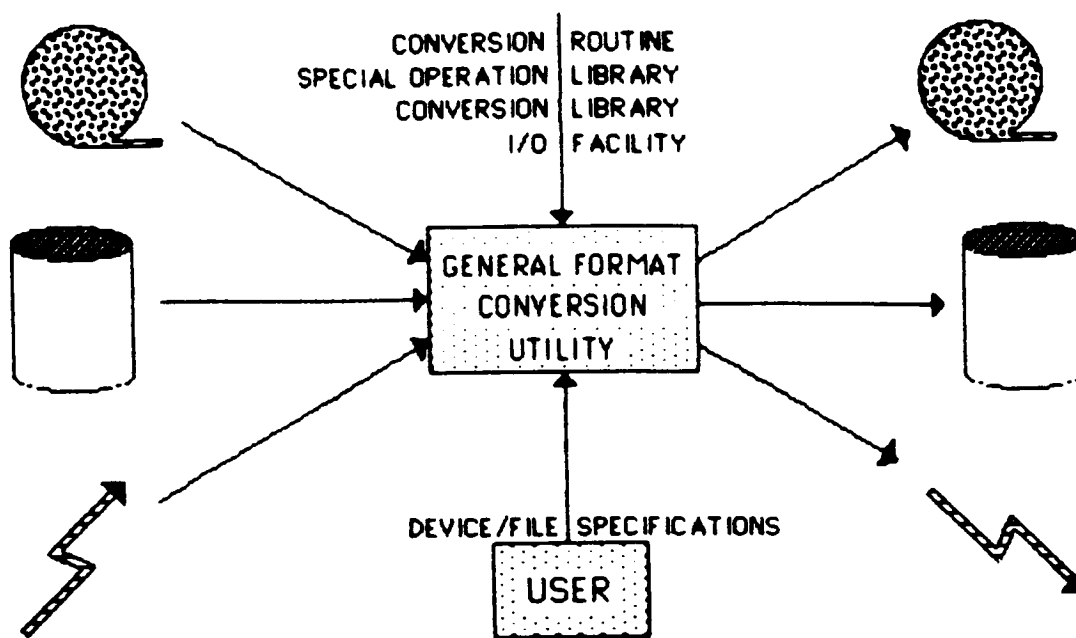 CONVERSION ROUTINE
SPECIAL OPERATION LIBRARY
CONVERSION LIBRARY
I/O FACILITY
GENERAL FORMAT
CONVERSION
UTILITY
DEVICE/FILE SPECIFICATIONS
USER